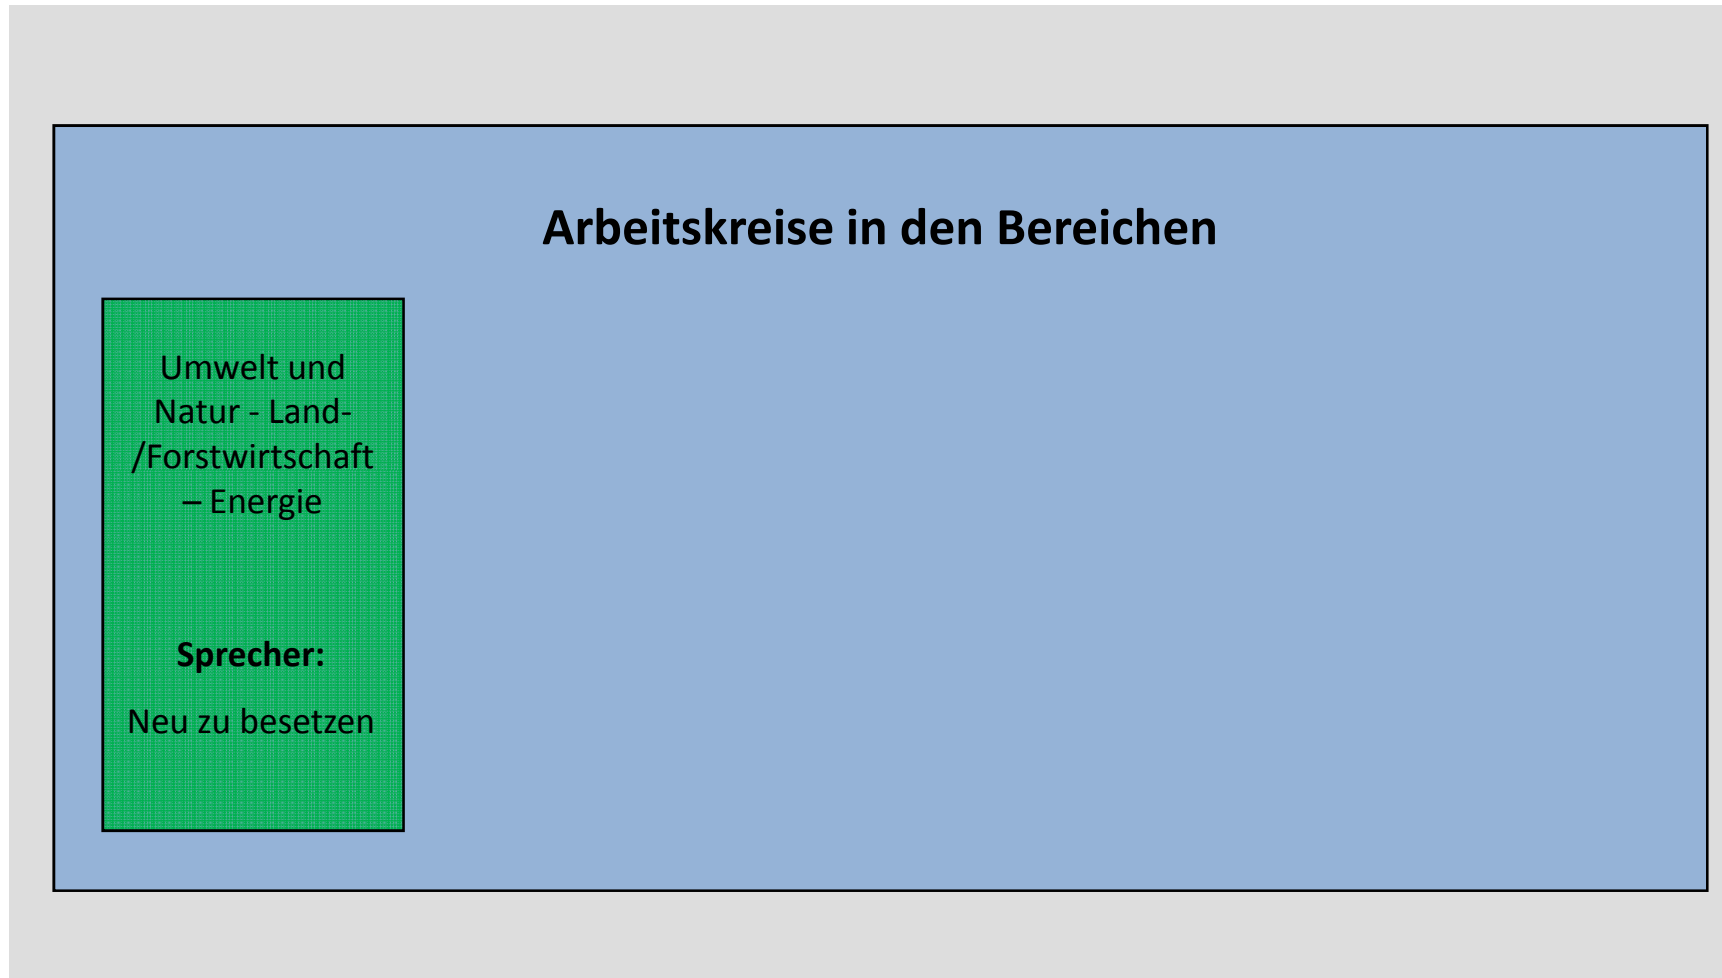 Arbeitskreise in den Bereichen
Umwelt und
Natur - Land-
/Forstwirtschaft
– Energie
Sprecher:
Neu zu besetzen